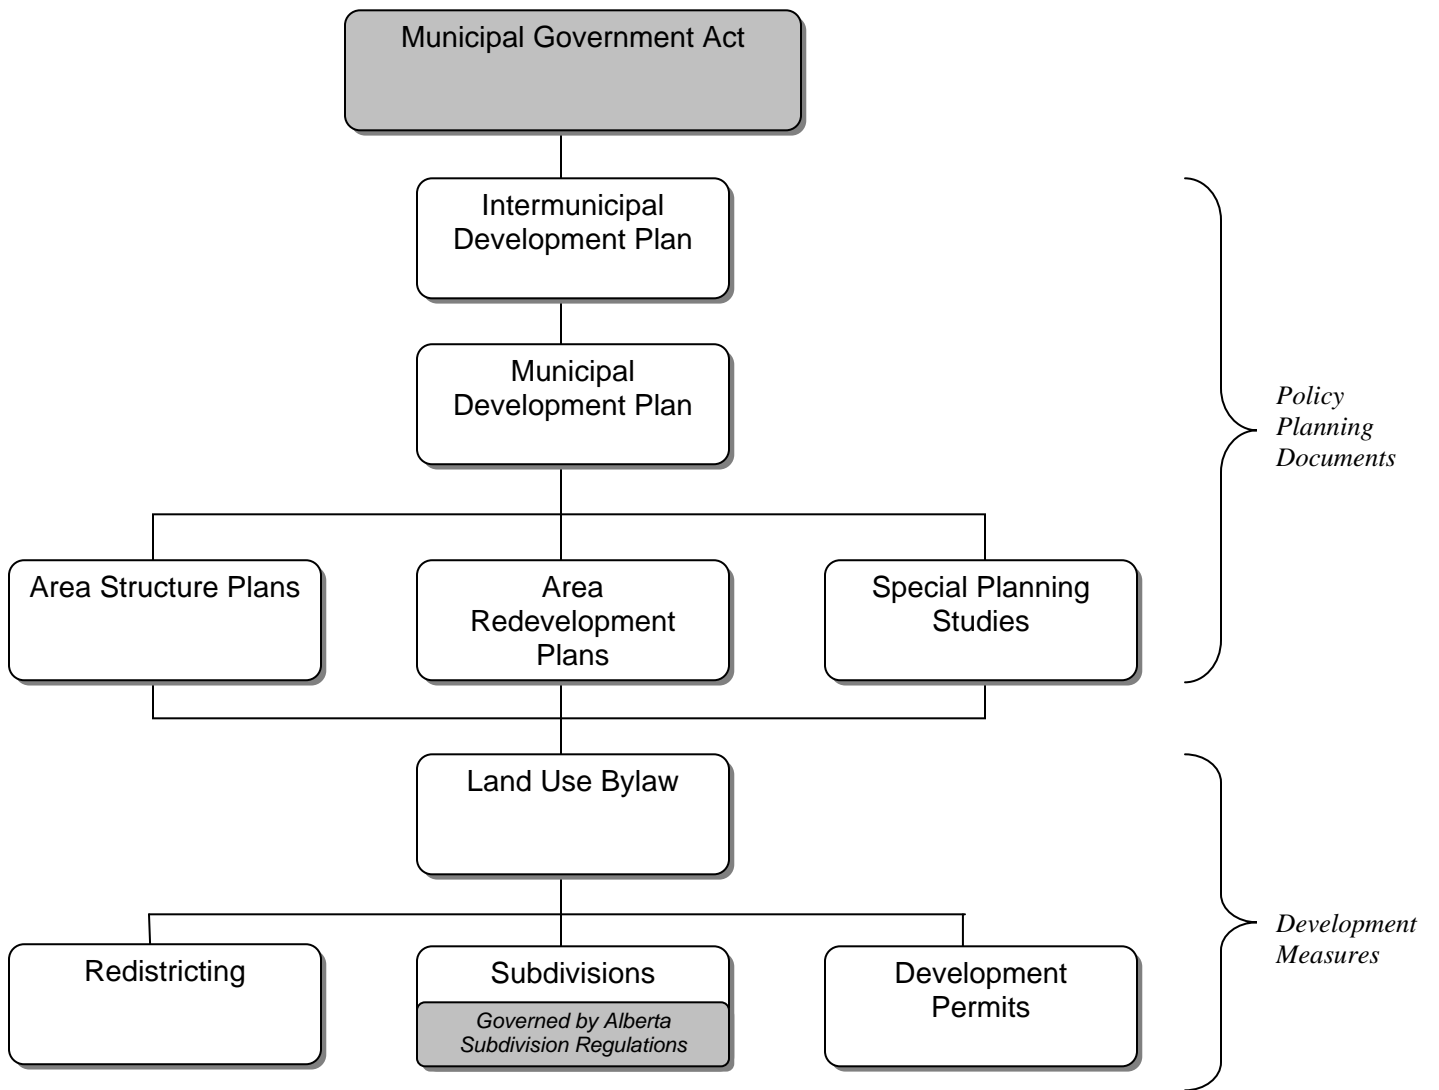 Municipal Government Act
Intermunicipal
Development Plan
Municipal
Development Plan
Policy
Planning
Documents
Area Structure Plans
Area
Redevelopment
Plans
Special Planning
Studies
Land Use Bylaw
Development
Measures
Redistricting
Subdivisions
Governed by Alberta
Subdivision Regulations
Development
Permits